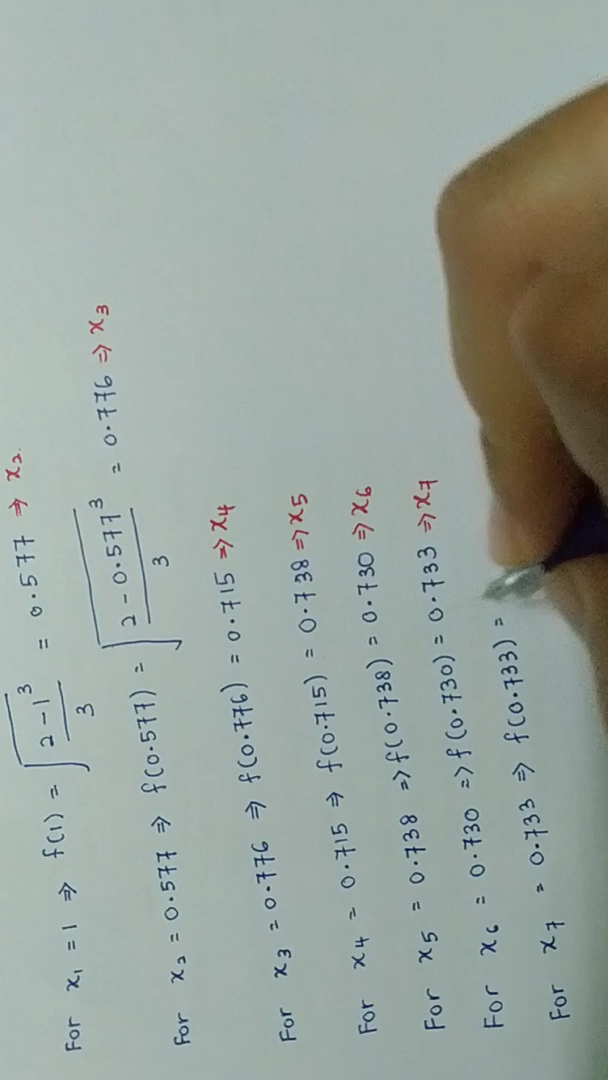 For x₁ = 1 ⇒ f(1) = √((2 - 1³)/3) = 0.577 ⇒ x₂.
For x₂ = 0.577 ⇒ f(0.577) = √((2 - 0.577³)/3) = 0.776 ⇒ x₃
For x₃ = 0.776 ⇒ f(0.776) = 0.715 ⇒ x₄
For x₄ = 0.715 ⇒ f(0.715) = 0.738 ⇒ x₅
For x₅ = 0.738 ⇒ f(0.738) = 0.730 ⇒ x₆
For x₆ = 0.730 ⇒ f(0.730) = 0.733 ⇒ x₇
For x₇ = 0.733 ⇒ f(0.733) =